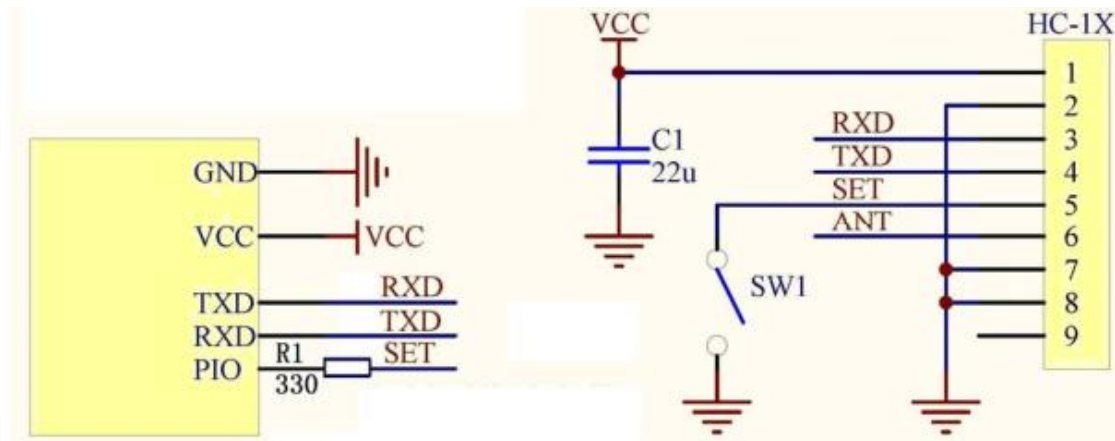 VCC
HC-1X
1
2
RXD
3
C1
TXD
4
22u
SET
5
ANT
6
7
SW1
8
9
GND
VCC
VCC
TXD
RXD
RXD
TXD
PIO
R1
SET
330